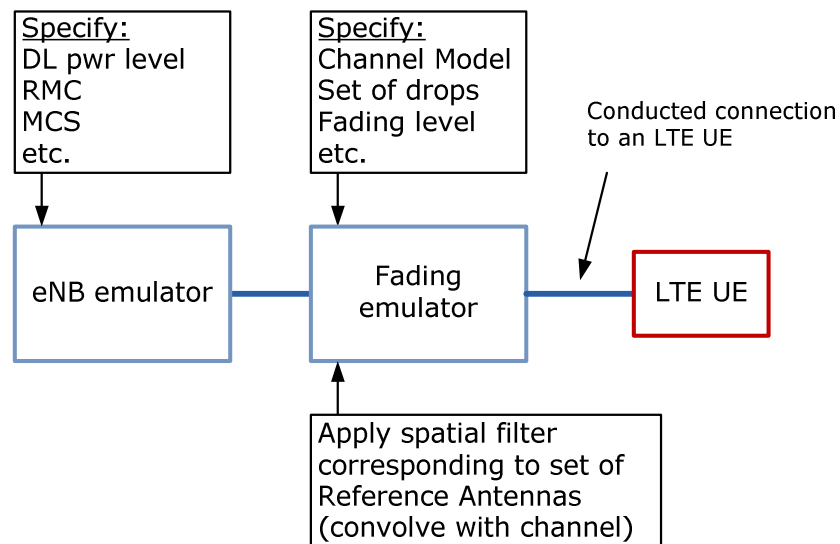 Specify:
DL pwr level
RMC
MCS
etc.
Specify:
Channel Model
Set of drops
Fading level
etc.
Conducted connection
to an LTE UE
eNB emulator
Fading
emulator
LTE UE
Apply spatial filter
corresponding to set of
Reference Antennas
(convolve with channel)